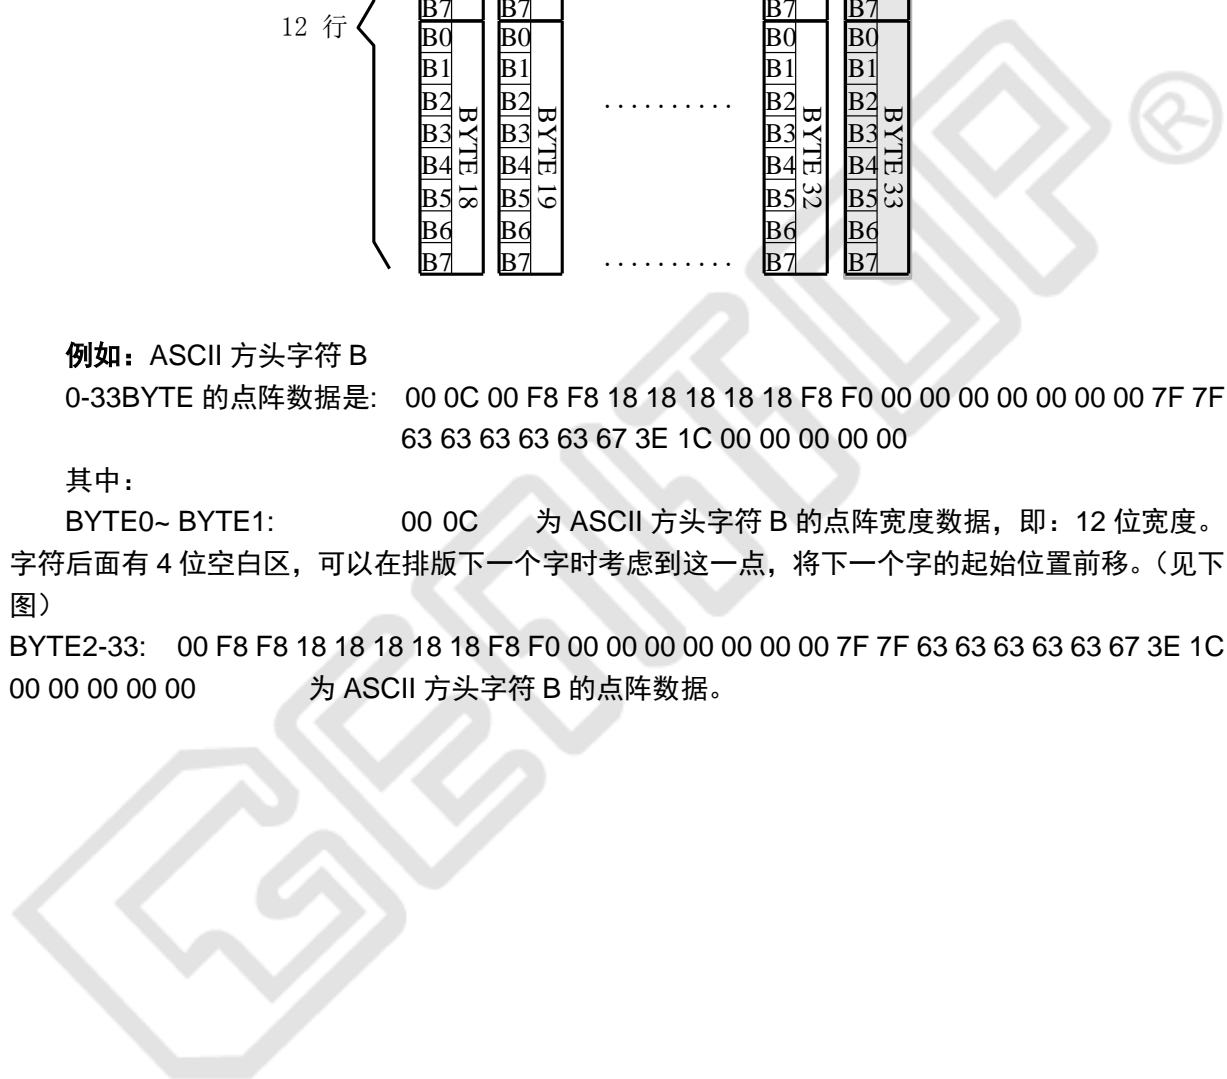 B7 B7 B7 B7
12 行
B0 B0 B0 B0
B1 B1 B1 B1
B2 B2 .......... B2 B2
B3 B3 B3 B3
B4 B4 B4 B4
B5 B5 B5 B5
B6 B6 B6 B6
B7 B7 .......... B7 B7
BYTE 18
BYTE 19
BYTE 32
BYTE 33
例如：ASCII 方头字符 B
0-33BYTE 的点阵数据是: 00 0C 00 F8 F8 18 18 18 18 18 F8 F0 00 00 00 00 00 00 00 7F 7F
63 63 63 63 63 67 3E 1C 00 00 00 00 00
其中：
BYTE0~ BYTE1: 00 0C 为 ASCII 方头字符 B 的点阵宽度数据，即：12 位宽度。
字符后面有 4 位空白区，可以在排版下一个字时考虑到这一点，将下一个字的起始位置前移。（见下
图）
BYTE2-33: 00 F8 F8 18 18 18 18 18 F8 F0 00 00 00 00 00 00 00 7F 7F 63 63 63 63 63 67 3E 1C
00 00 00 00 00 为 ASCII 方头字符 B 的点阵数据。
GENITOP®